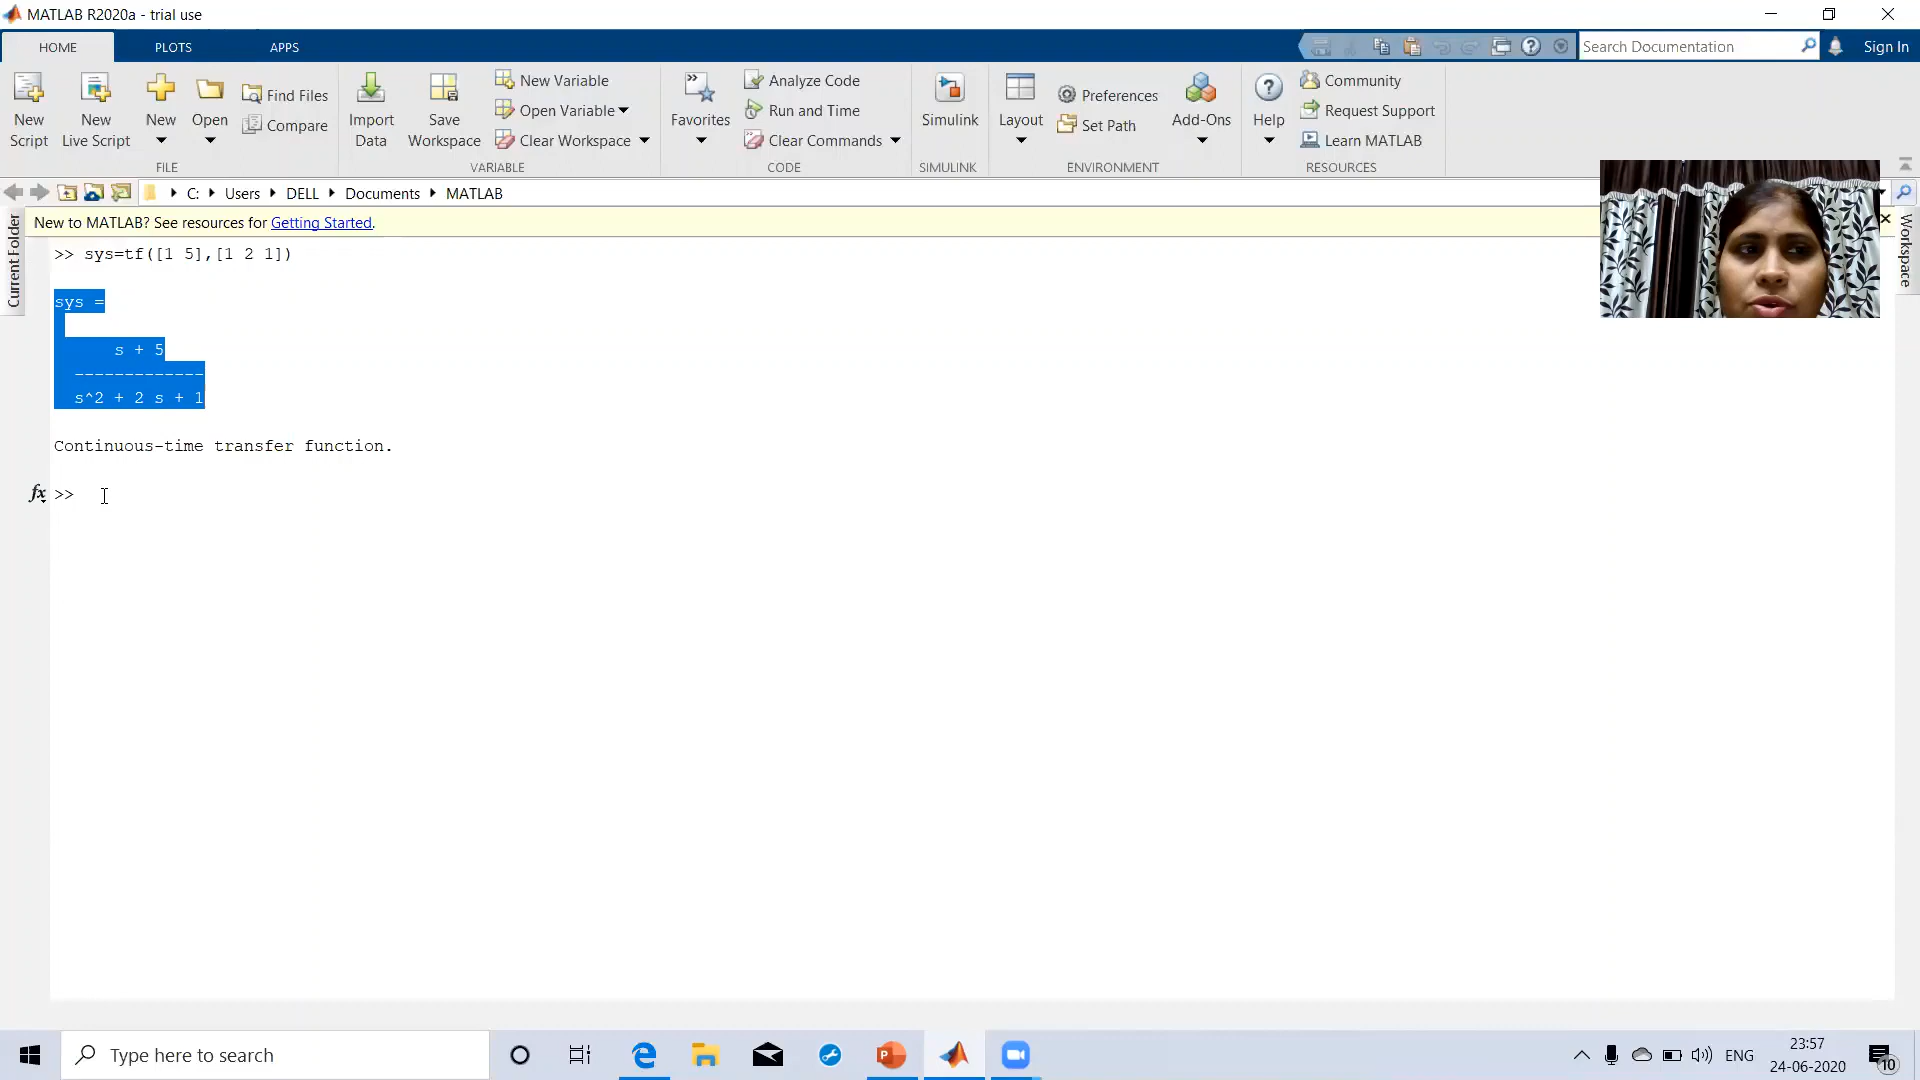 MATLAB R2020a - trial use
HOME PLOTS APPS
Search Documentation
Sign In
New Script
New Live Script
New
Open
Find Files
Compare
FILE
Import Data
Save Workspace
New Variable
Open Variable
Clear Workspace
VARIABLE
Favorites
Analyze Code
Run and Time
Clear Commands
CODE
Simulink
SIMULINK
Layout
Preferences
Set Path
Add-Ons
ENVIRONMENT
Help
Community
Request Support
Learn MATLAB
RESOURCES
C: Users DELL Documents MATLAB
Current Folder
Workspace
New to MATLAB? See resources for Getting Started.
>> sys=tf([1 5],[1 2 1])
sys =
s + 5
-------------
s^2 + 2 s + 1
Continuous-time transfer function.
fx >>
Type here to search
ENG
23:57
24-06-2020
10